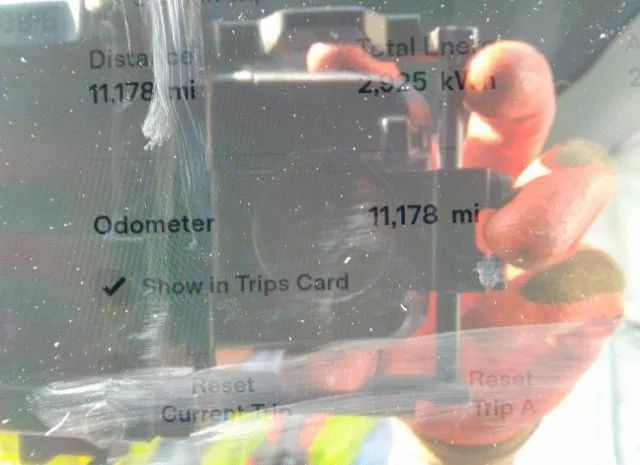 Distance Total Energy
11,178 mi 2,925 kWh
Odometer 11,178 mi
Show in Trips Card
Reset Reset
Current Trip Trip A